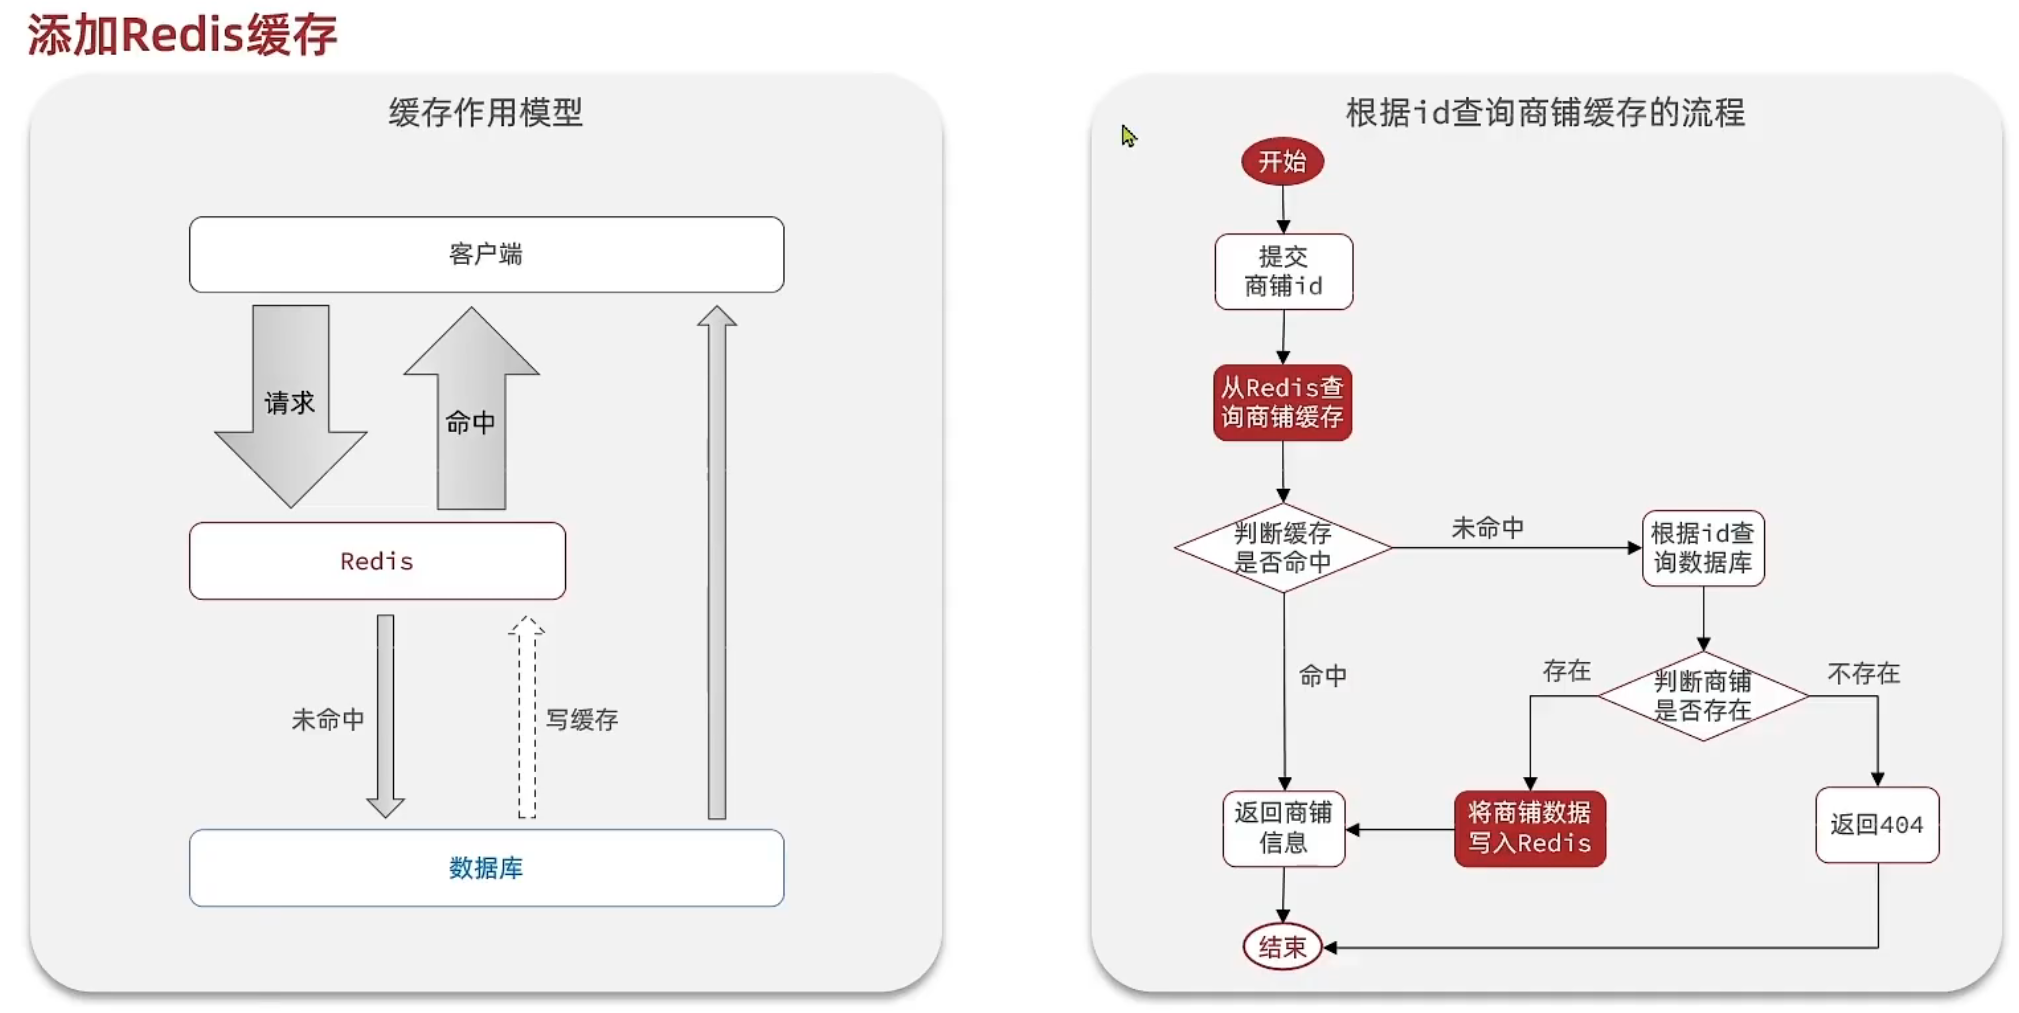 添加Redis缓存
缓存作用模型
客户端
请求
命中
Redis
未命中
写缓存
数据库
根据id查询商铺缓存的流程
开始
提交
商铺id
从Redis查
询商铺缓存
判断缓存
是否命中
未命中
根据id查
询数据库
命中
存在
判断商铺
是否存在
不存在
返回商铺
信息
将商铺数据
写入Redis
返回404
结束